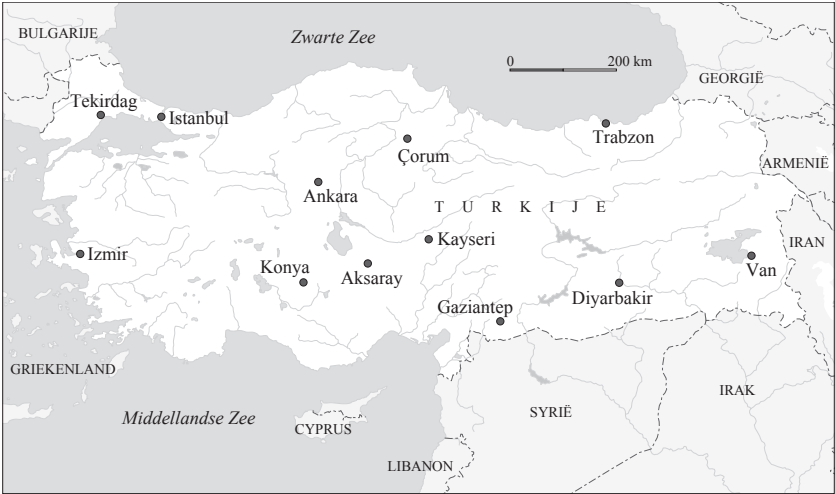 BULGARIJE
Zwarte Zee
0 200 km
GEORGIË
Tekirdag
Istanbul
Trabzon
Çorum
ARMENIË
Ankara
TURKIJE
IRAN
Kayseri
Izmir
Konya
Aksaray
Van
Diyarbakir
Gaziantep
GRIEKENLAND
IRAK
SYRIË
Middellandse Zee
CYPRUS
LIBANON